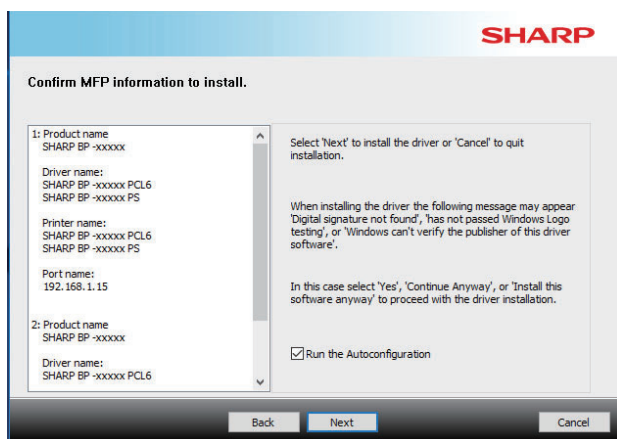 SHARP
Confirm MFP information to install.
1: Product name
SHARP BP -xxxxx
Driver name:
SHARP BP -xxxxx PCL6
SHARP BP -xxxxx PS
Printer name:
SHARP BP -xxxxx PCL6
SHARP BP -xxxxx PS
Port name:
192.168.1.15
2: Product name
SHARP BP -xxxxx
Driver name:
SHARP BP -xxxxx PCL6
Select 'Next' to install the driver or 'Cancel' to quit
installation.
When installing the driver the following message may appear
'Digital signature not found', 'has not passed Windows Logo
testing', or 'Windows can't verify the publisher of this driver
software'.
In this case select 'Yes', 'Continue Anyway', or 'Install this
software anyway' to proceed with the driver installation.
Run the Autoconfiguration
Back
Next
Cancel